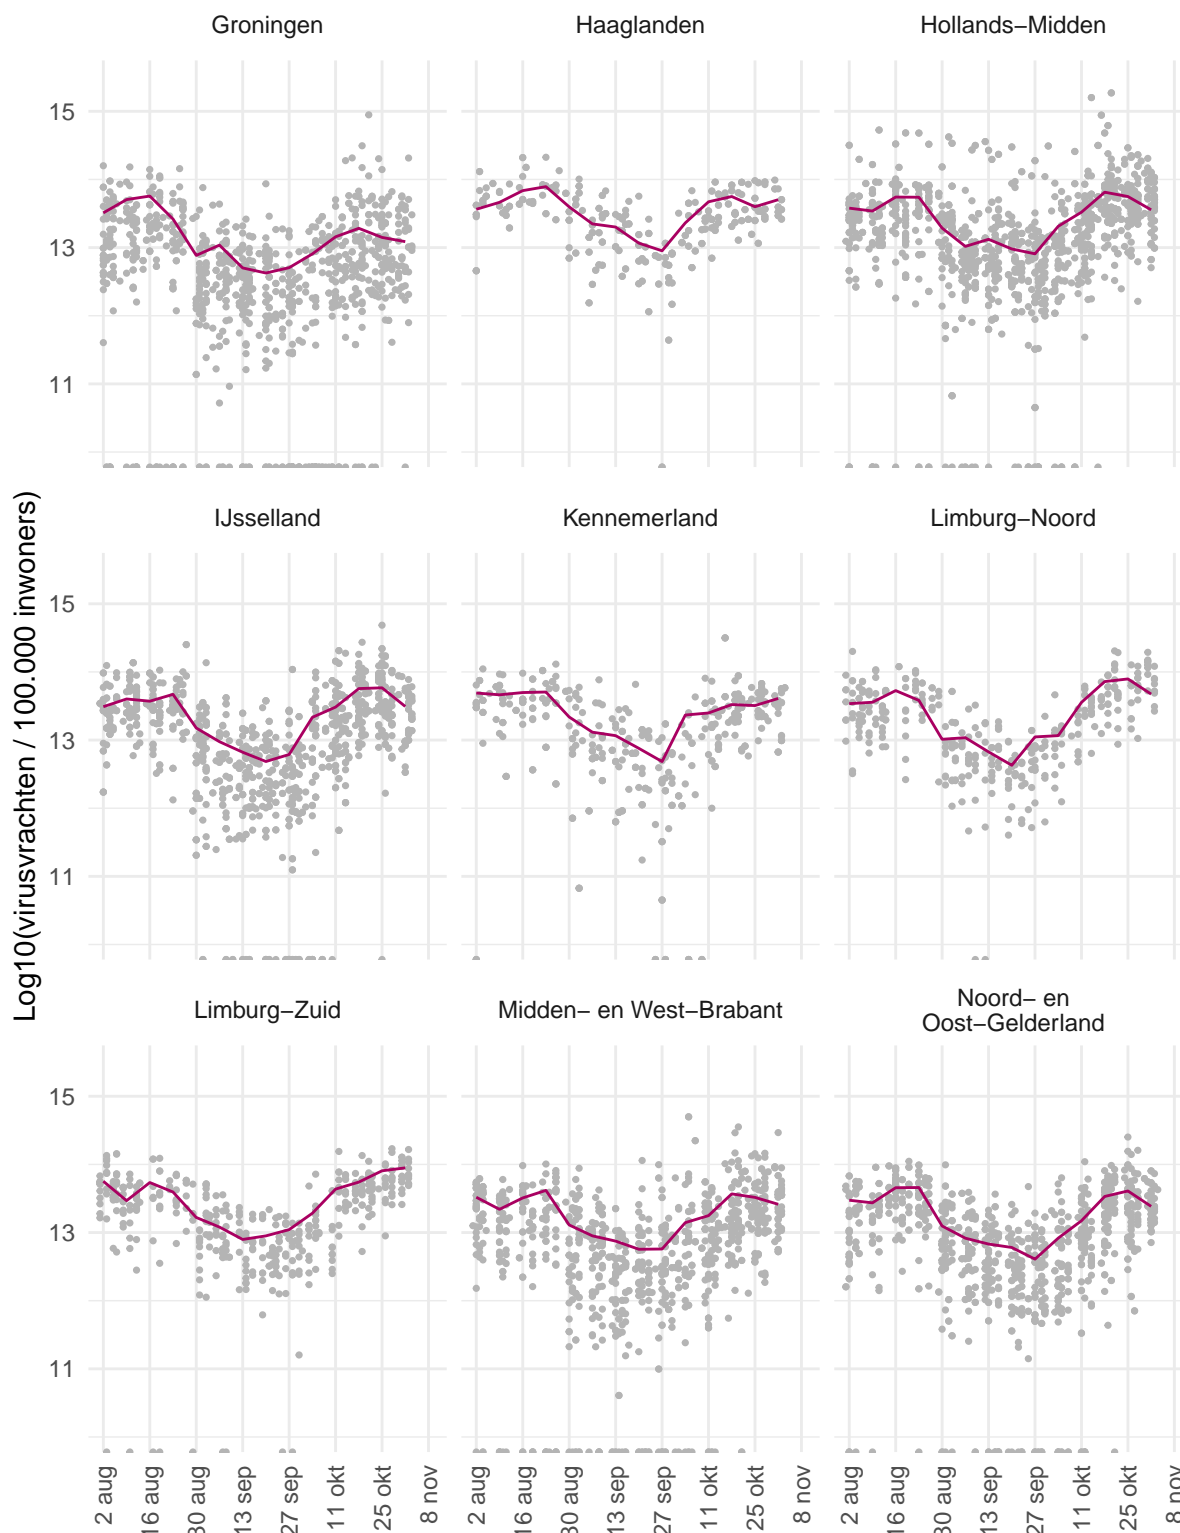 Groningen
Haaglanden
Hollands−Midden
15
13
11
IJsselland
Kennemerland
Limburg−Noord
15
13
11
Log10(virusvrachten / 100.000 inwoners)
Limburg−Zuid
Midden− en West−Brabant
Noord− en
Oost−Gelderland
15
13
11
2 aug
16 aug
30 aug
13 sep
27 sep
11 okt
25 okt
8 nov
2 aug
16 aug
30 aug
13 sep
27 sep
11 okt
25 okt
8 nov
2 aug
16 aug
30 aug
13 sep
27 sep
11 okt
25 okt
8 nov